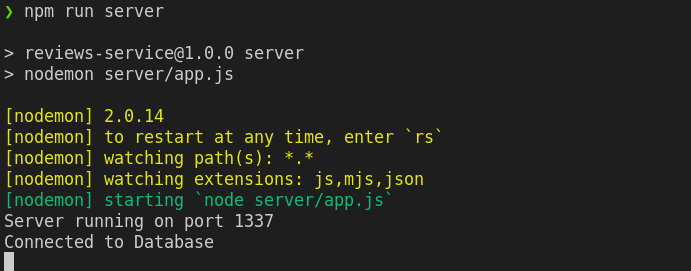 ❯ npm run server
> reviews-service@1.0.0 server
> nodemon server/app.js
[nodemon] 2.0.14
[nodemon] to restart at any time, enter `rs`
[nodemon] watching path(s): *.*
[nodemon] watching extensions: js,mjs,json
[nodemon] starting `node server/app.js`
Server running on port 1337
Connected to Database